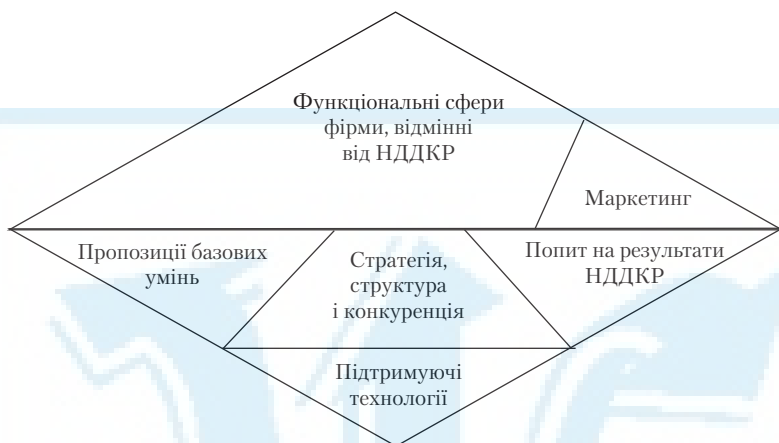 Функціональні сфери
фірми, відмінні
від НДДКР
Маркетинг
Пропозиції базових
умінь
Стратегія,
структура
і конкуренція
Попит на результати
НДДКР
Підтримуючі
технології